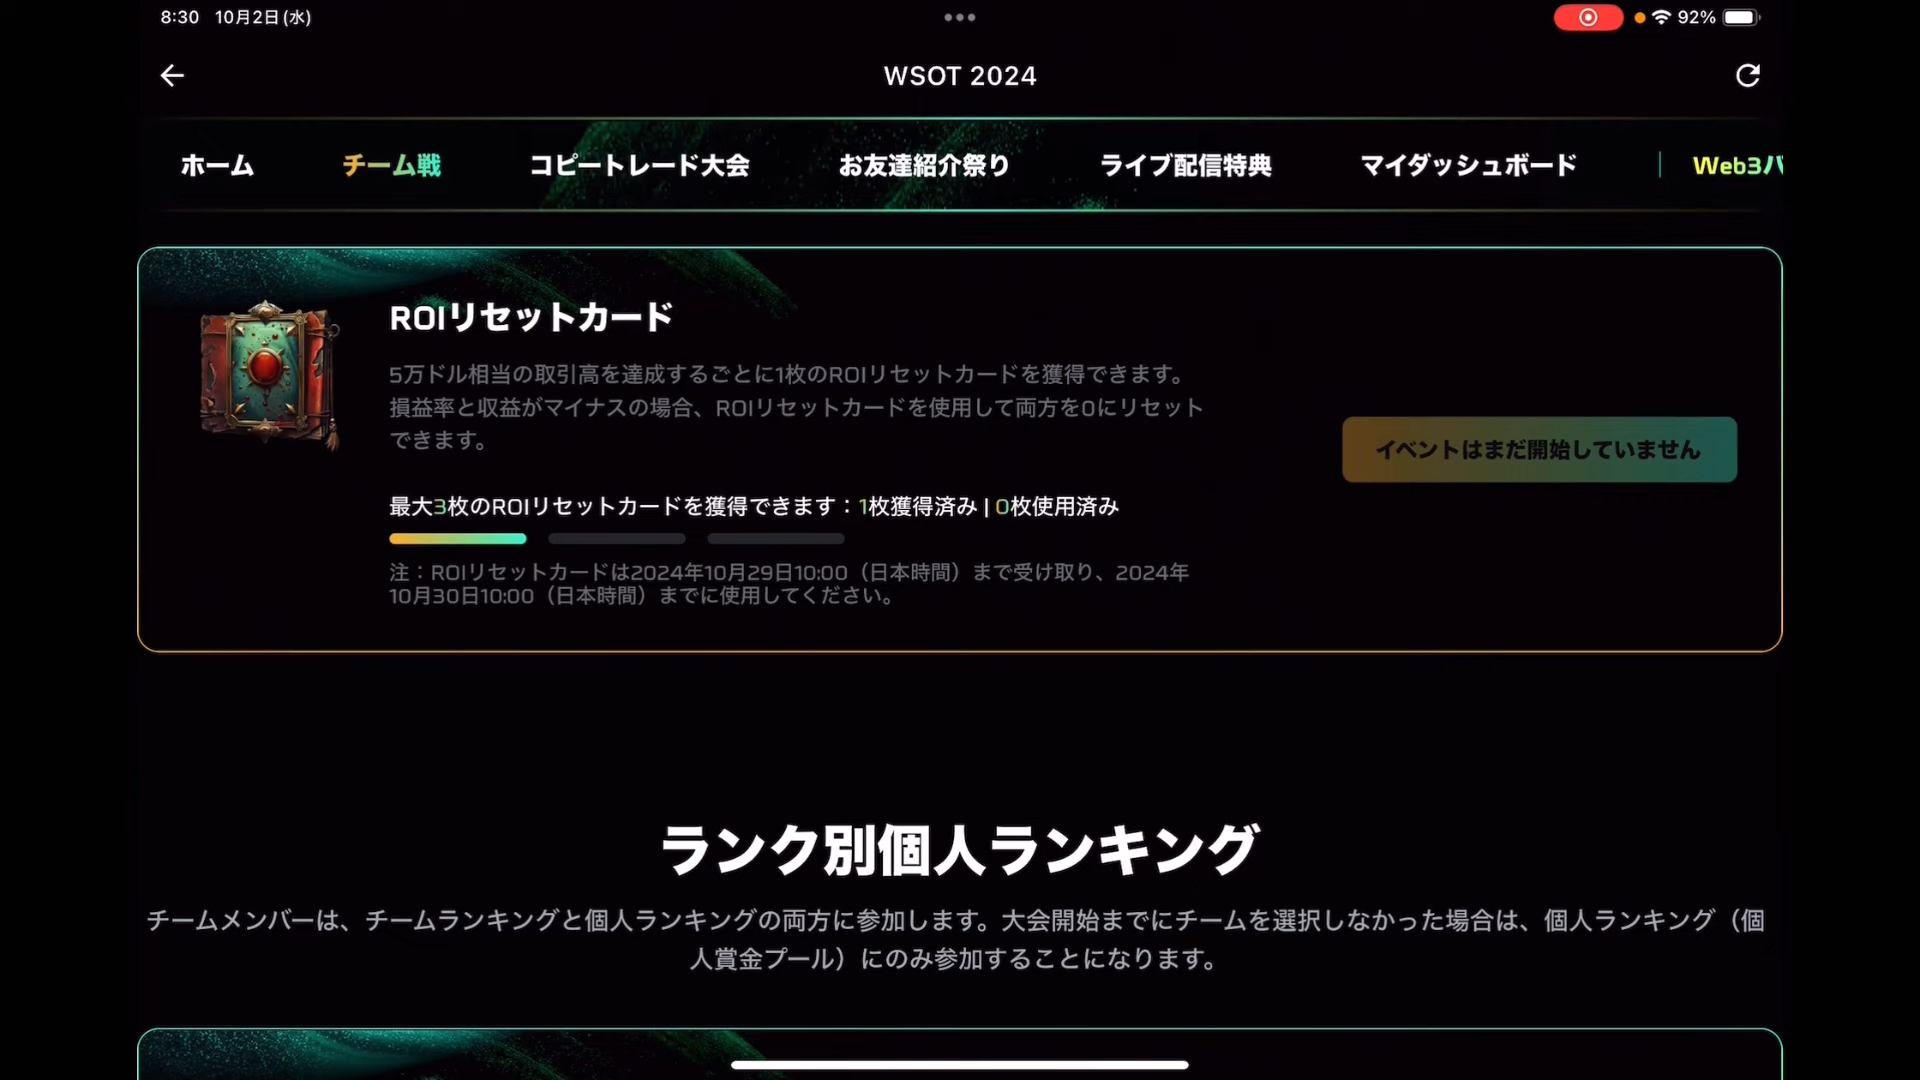 8:30 10月2日(水)
92%
WSOT 2024
ホーム チーム戦 コピートレード大会 お友達紹介祭り ライブ配信特典 マイダッシュボード Web3バ
ROIリセットカード
5万ドル相当の取引高を達成するごとに1枚のROIリセットカードを獲得できます。
損益率と収益がマイナスの場合、ROIリセットカードを使用して両方を0にリセット
できます。
イベントはまだ開始していません
最大3枚のROIリセットカードを獲得できます：1枚獲得済み | 0枚使用済み
注：ROIリセットカードは2024年10月29日10:00（日本時間）まで受け取り、2024年
10月30日10:00（日本時間）までに使用してください。
ランク別個人ランキング
チームメンバーは、チームランキングと個人ランキングの両方に参加します。大会開始までにチームを選択しなかった場合は、個人ランキング（個
人賞金プール）にのみ参加することになります。